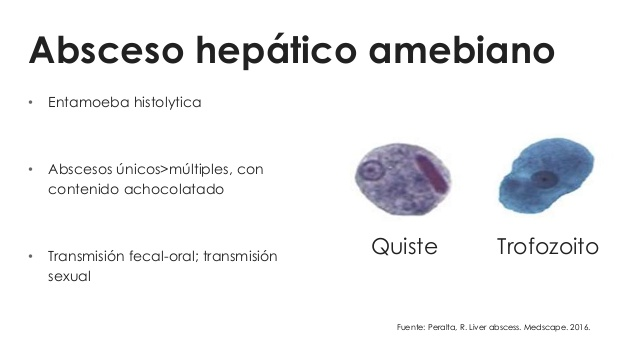 Absceso hepático amebiano
• Entamoeba histolytica
• Abscesos únicos>múltiples, con
contenido achocolatado
• Transmisión fecal-oral; transmisión
sexual
Quiste
Trofozoito
Fuente: Peralta, R. Liver abscess. Medscape. 2016.